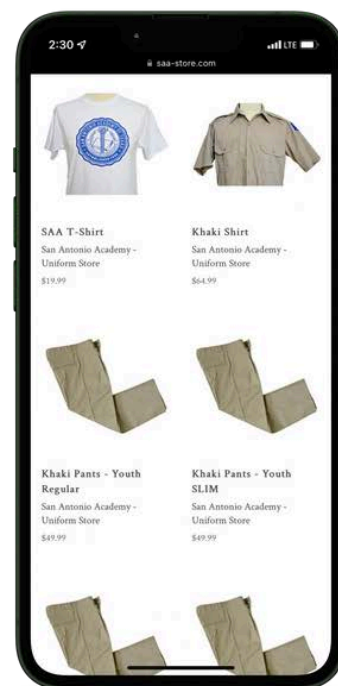 2:30
LTE
saa-store.com
SAA T-Shirt
San Antonio Academy -
Uniform Store
$19.99
Khaki Shirt
San Antonio Academy -
Uniform Store
$64.99
Khaki Pants - Youth
Regular
San Antonio Academy -
Uniform Store
$49.99
Khaki Pants - Youth
SLIM
San Antonio Academy -
Uniform Store
$49.99